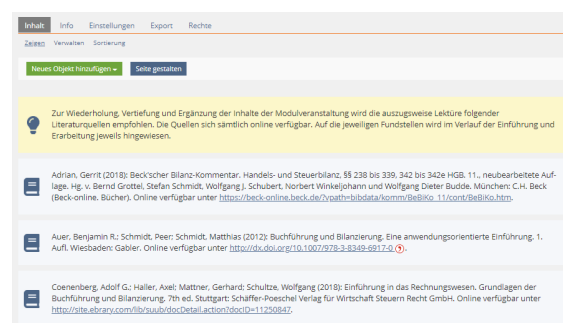 Inhalt Info Einstellungen Export Rechte
Zeigen Verwalten Sortierung
Neues Objekt hinzufügen Seite gestalten
Zur Wiederholung, Vertiefung und Ergänzung der Inhalte der Modulveranstaltung wird die auszugsweise Lektüre folgender
Literaturquellen empfohlen. Die Quellen sich sämtlich online verfügbar. Auf die jeweiligen Fundstellen wird im Verlauf der Einführung und
Erarbeitung jeweils hingewiesen.
Adrian, Gerrit (2018): Beck'scher Bilanz-Kommentar. Handels- und Steuerbilanz, §§ 238 bis 339, 342 bis 342e HGB. 11., neubearbeitete Auf-
lage. Hg. v. Bernd Grottel, Stefan Schmidt, Wolfgang J. Schubert, Norbert Winkeljohann und Wolfgang Dieter Budde. München: C.H. Beck
(Beck-online. Bücher). Online verfügbar unter https://beck-online.beck.de/?vpath=bibdata/komm/BeBiKo_11/cont/BeBiKo.htm.
Auer, Benjamin R.; Schmidt, Peer; Schmidt, Matthias (2012): Buchführung und Bilanzierung. Eine anwendungsorientierte Einführung. 1.
Aufl. Wiesbaden: Gabler. Online verfügbar unter http://dx.doi.org/10.1007/978-3-8349-6917-0.
Coenenberg, Adolf G.; Haller, Axel; Mattner, Gerhard; Schultze, Wolfgang (2018): Einführung in das Rechnungswesen. Grundlagen der
Buchführung und Bilanzierung. 7th ed. Stuttgart: Schäffer-Poeschel Verlag für Wirtschaft Steuern Recht GmbH. Online verfügbar unter
http://site.ebrary.com/lib/suub/docDetail.action?docID=11250847.